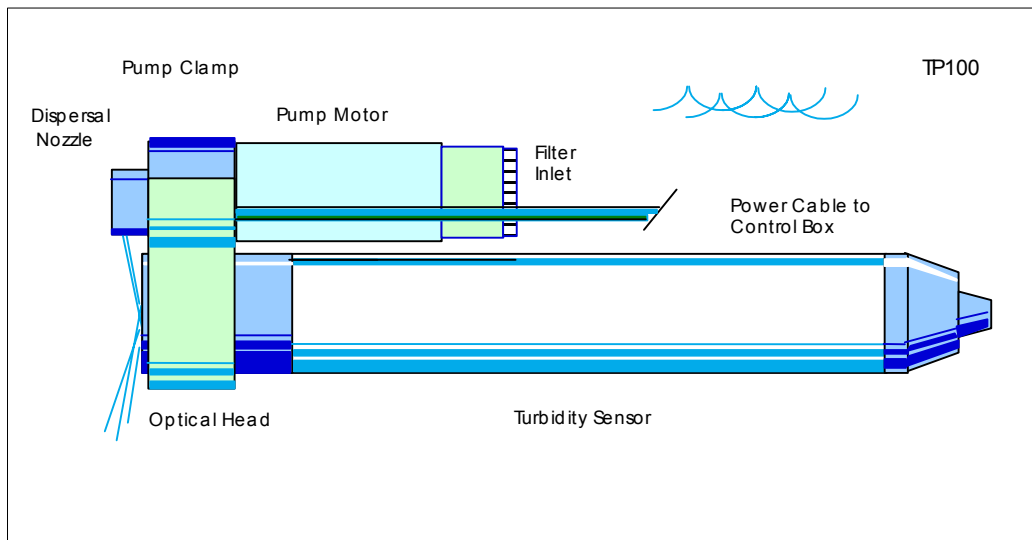 Pump Clamp
TP100
Dispersal
Nozzle
Pump Motor
Filter
Inlet
Power Cable to
Control Box
Optical Head
Turbidity Sensor